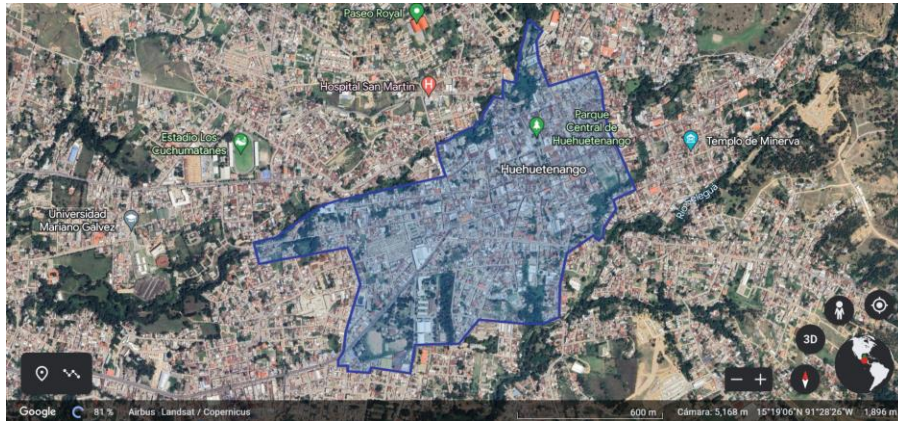 Paseo Royal
Hospital San Martin
Parque
Central de
Huehuetenango
Estadio Los
Cuchumatanes
Templo de Minerva
Huehuetenango
Universidad
Mariano Gálvez
3D
Google
81 %
Airbus Landsat / Copernicus
600 m
Cámara: 5,168 m 15°19'06"N 91°28'26"W
1,896 m